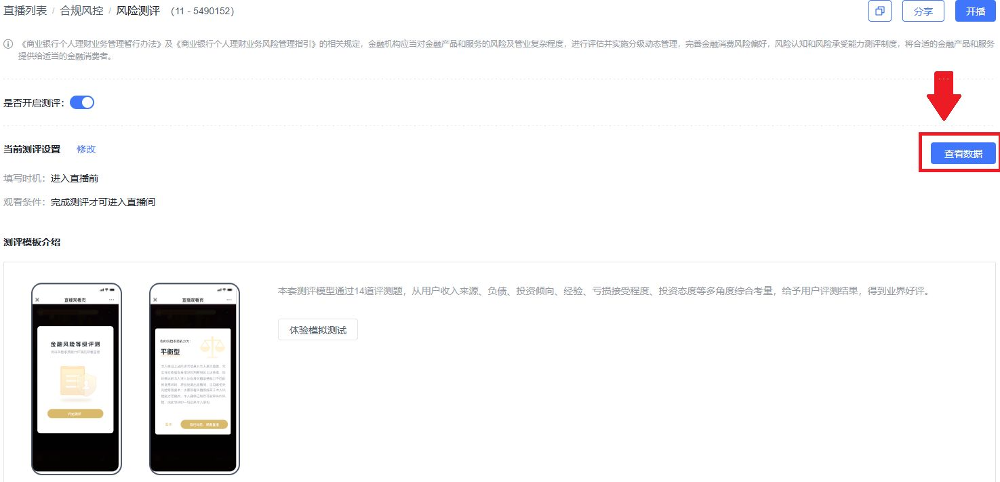 直播列表 / 合规风控 / 风险测评 (11 - 5490152)
分享
开播
《商业银行个人理财业务管理暂行办法》及《商业银行个人理财业务风险管理指引》的相关规定，金融机构应当对金融产品和服务的风险及管业复杂程度，进行评估并实施分级动态管理，完善金融消费风险偏好，风险认知和风险承受能力测评制度，将合适的金融产品和服务
提供给适当的金融消费者。
是否开启测评：
当前测评设置 修改
查看数据
填写时机：进入直播前
观看条件：完成测评才可进入直播间
测评模板介绍
直播观看页
金融风险等级评测
开始测评
直播观看页
平衡型
本套测评模型通过14道评测题，从用户收入来源、负债、投资倾向、经验、亏损接受程度、投资态度等多角度综合考量，给予用户评测结果，得到业界好评。
体验模拟测试